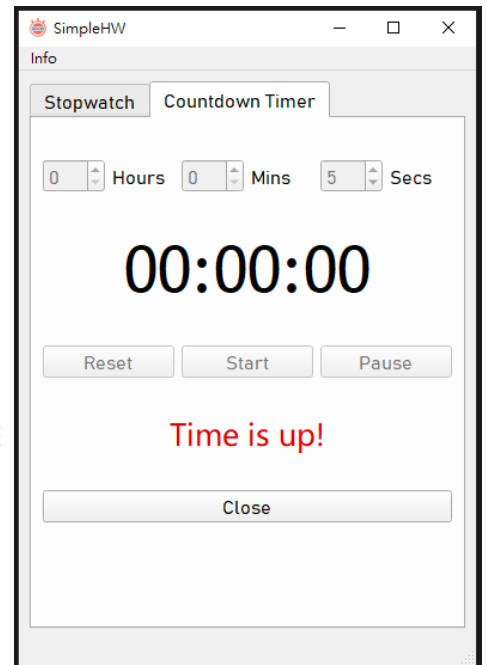 SimpleHW
Info
Stopwatch Countdown Timer
0 Hours 0 Mins 5 Secs
00:00:00
Reset Start Pause
Time is up!
Close